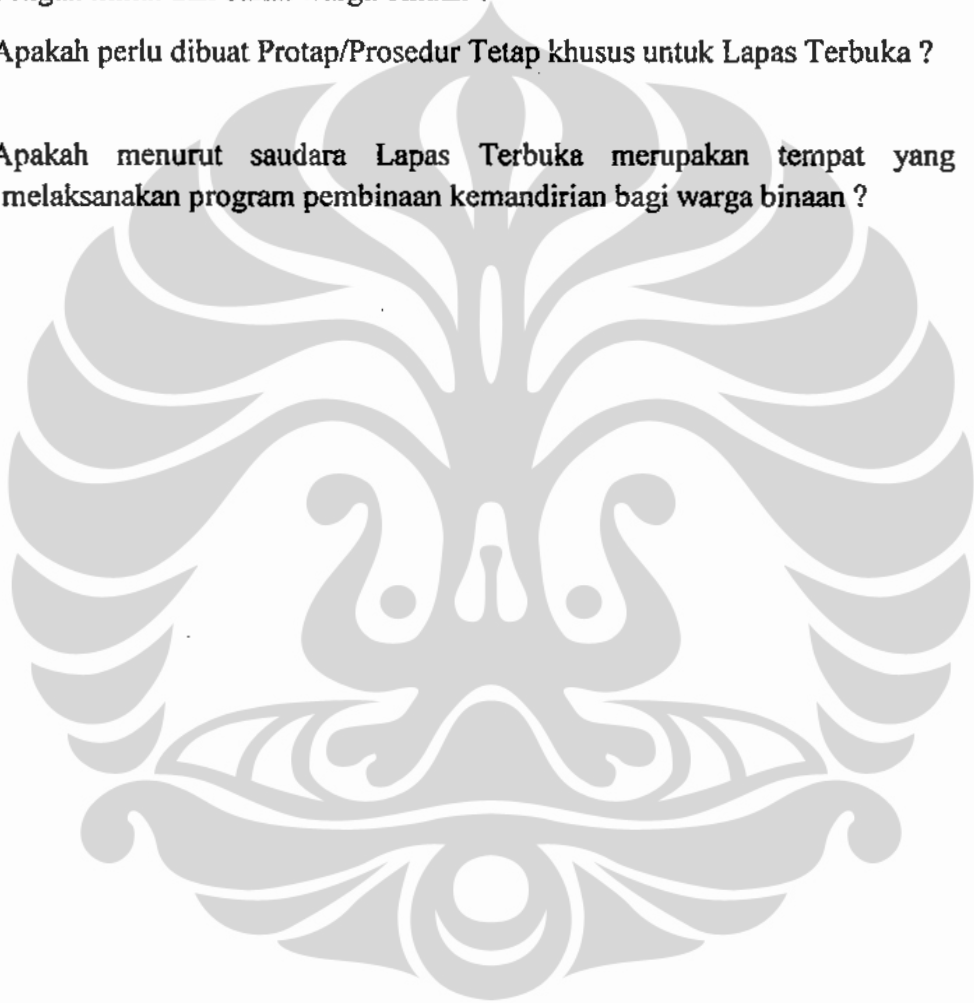 Apakah perlu dibuat Protap/Prosedur Tetap khusus untuk Lapas Terbuka ?
Apakah menurut saudara Lapas Terbuka merupakan tempat yang
melaksanakan program pembinaan kemandirian bagi warga binaan ?